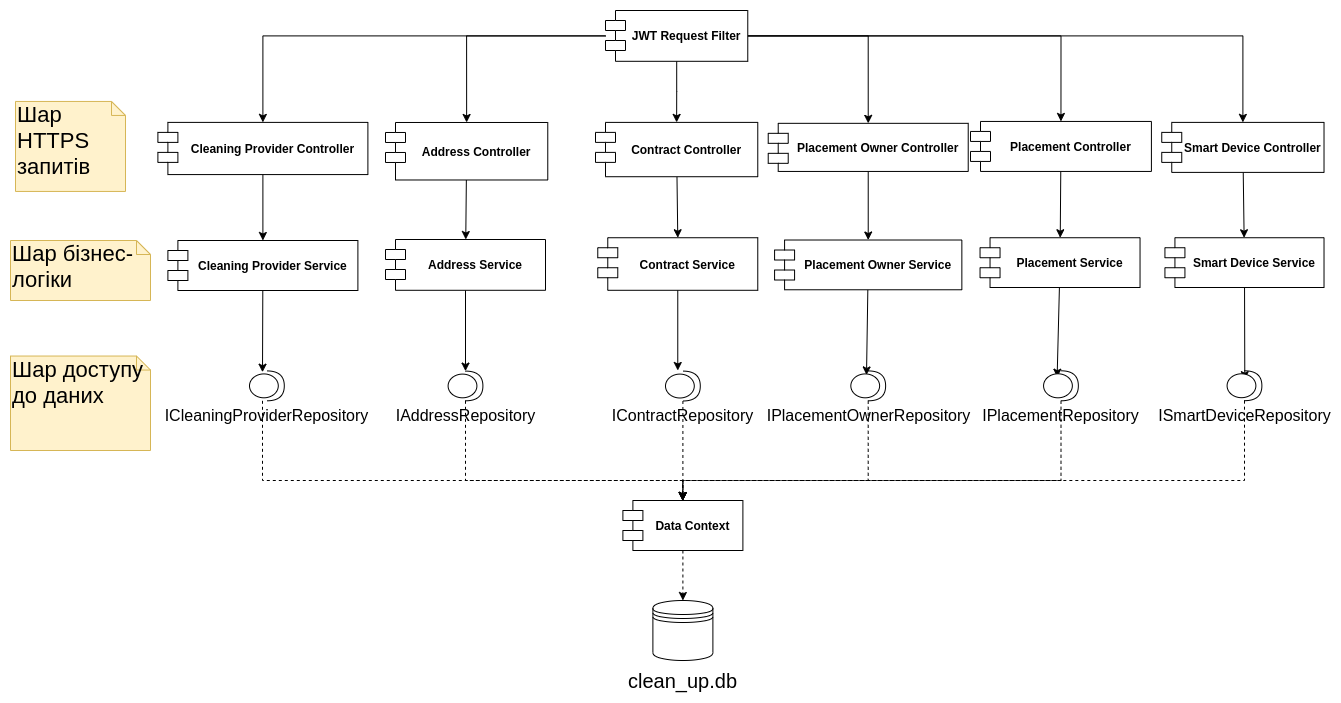 JWT Request Filter
Шар
HTTPS
запитів
Cleaning Provider Controller
Address Controller
Contract Controller
Placement Owner Controller
Placement Controller
Smart Device Controller
Шар бізнес-
логіки
Cleaning Provider Service
Address Service
Contract Service
Placement Owner Service
Placement Service
Smart Device Service
Шар доступу
до даних
ICleaningProviderRepository
IAddressRepository
IContractRepository
IPlacementOwnerRepository
IPlacementRepository
ISmartDeviceRepository
Data Context
clean_up.db